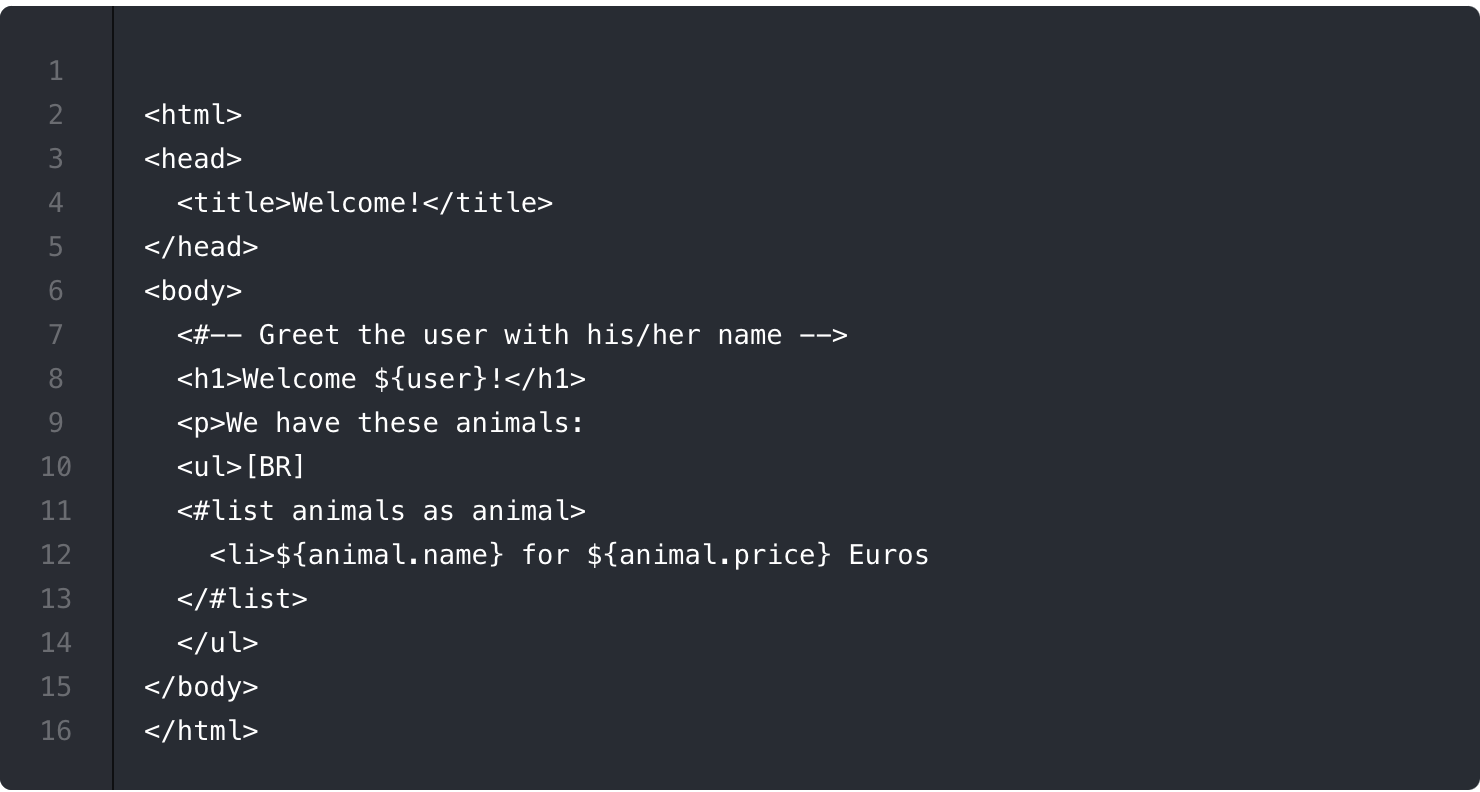 1
2 <html>
3 <head>
4   <title>Welcome!</title>
5 </head>
6 <body>
7   <#-- Greet the user with his/her name -->
8   <h1>Welcome ${user}!</h1>
9   <p>We have these animals:
10   <ul>[BR]
11   <#list animals as animal>
12     <li>${animal.name} for ${animal.price} Euros
13   </#list>
14   </ul>
15 </body>
16 </html>